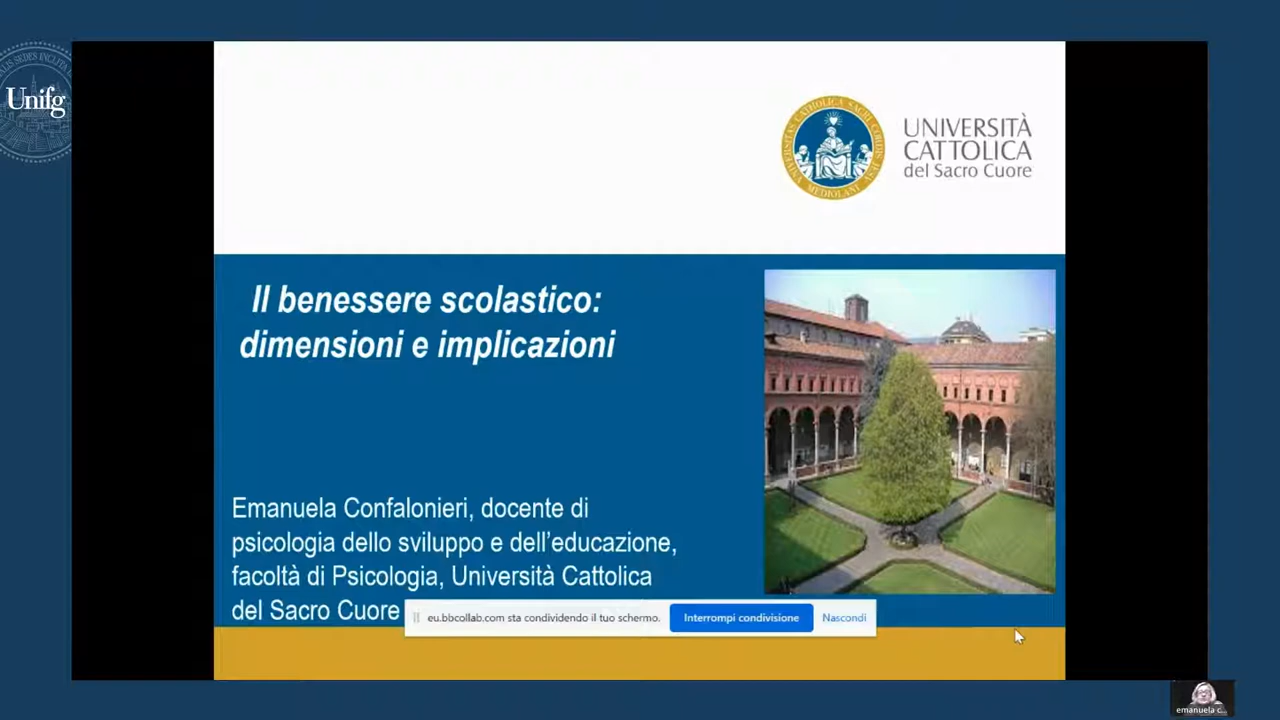 Unifg
UNIVERSITÀ
CATTOLICA
del Sacro Cuore
Il benessere scolastico:
dimensioni e implicazioni
Emanuela Confalonieri, docente di
psicologia dello sviluppo e dell'educazione,
facoltà di Psicologia, Università Cattolica
del Sacro Cuore
eu.bbcollab.com sta condividendo il tuo schermo.
Interrompi condivisione
Nascondi
emanuela c...